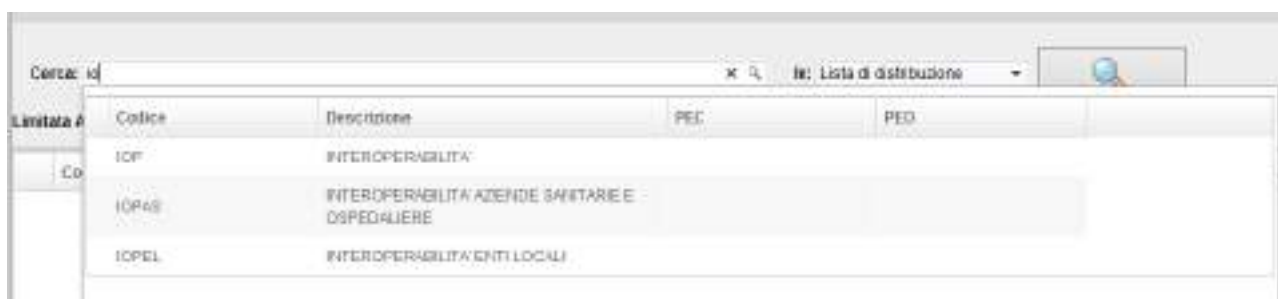 Cerca: io In: Lista di distribuzione
Limitata A
Codice Descrizione PEC PEO
Co
IOP INTEROPERABILITA'
IOPAS INTEROPERABILITA' AZIENDE SANITARIE E
OSPEDALIERE
IOPEL INTEROPERABILITA' ENTI LOCALI